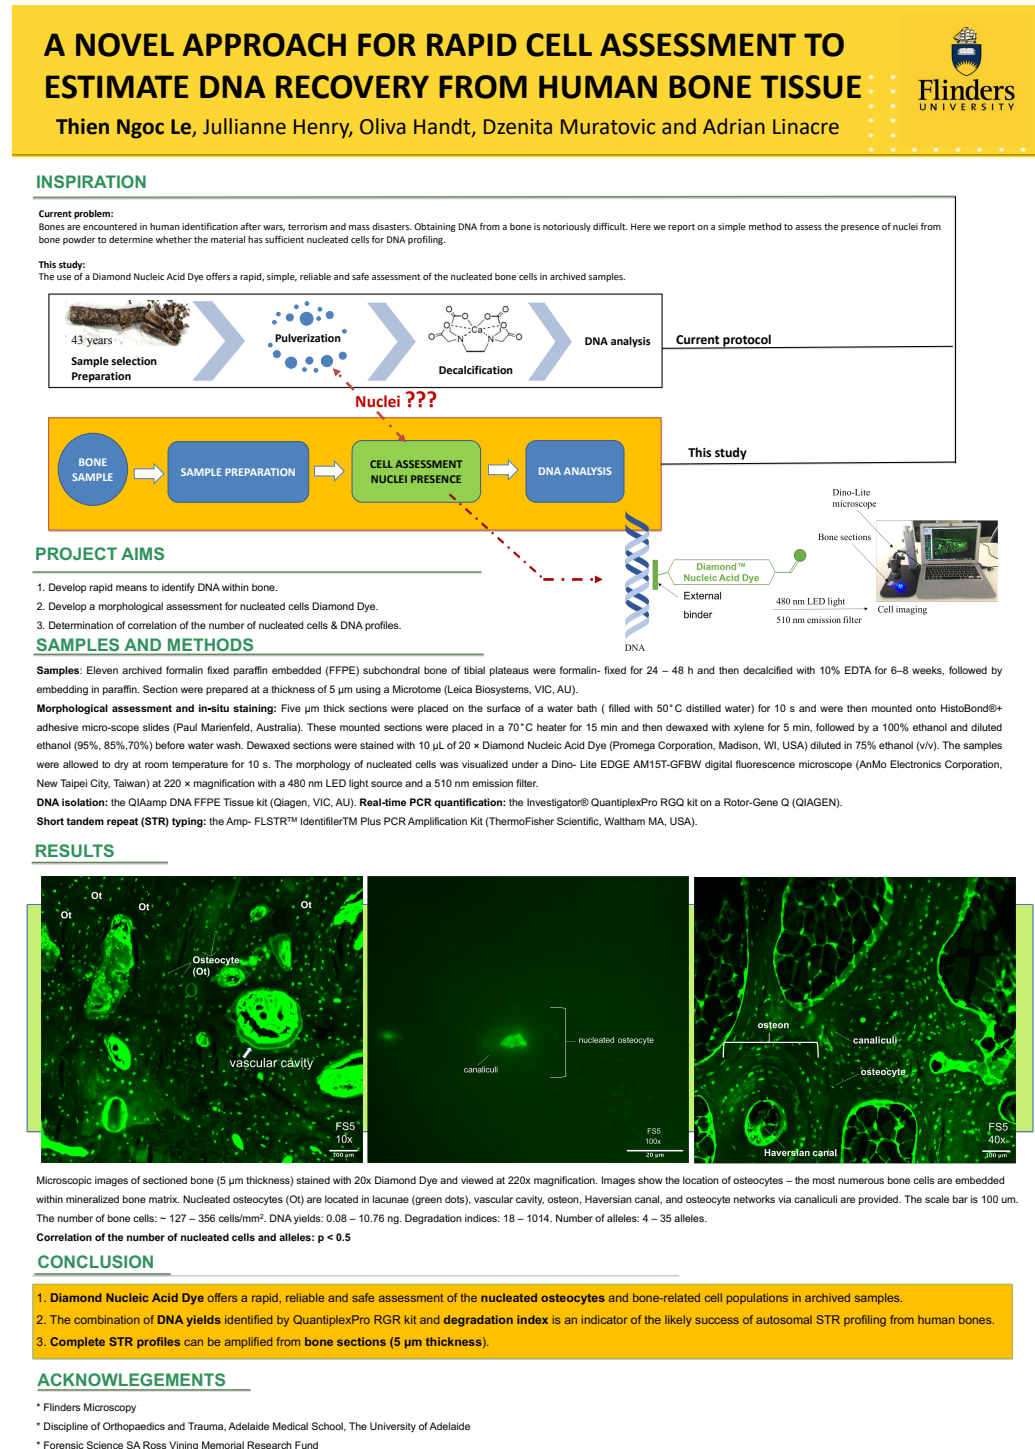 A NOVEL APPROACH FOR RAPID CELL ASSESSMENT TO
ESTIMATE DNA RECOVERY FROM HUMAN BONE TISSUE
Thien Ngoc Le, Jullianne Henry, Oliva Handt, Dzenita Muratovic and Adrian Linacre
Flinders
UNIVERSITY
INSPIRATION
Current problem:
Bones are encountered in human identification after wars, terrorism and mass disasters. Obtaining DNA from a bone is notoriously difficult. Here we report on a simple method to assess the presence of nuclei from
bone powder to determine whether the material has sufficient nucleated cells for DNA profiling.
This study:
The use of a Diamond Nucleic Acid Dye offers a rapid, simple, reliable and safe assessment of the nucleated bone cells in archived samples.
43 years
Sample selection
Preparation
Pulverization
O
O
O
O
Ca
O
O
O
O
N
N
Decalcification
DNA analysis
Current protocol
Nuclei ???
BONE
SAMPLE
SAMPLE PREPARATION
CELL ASSESSMENT
NUCLEI PRESENCE
DNA ANALYSIS
This study
Dino-Lite
microscope
Bone sections
Diamond™
Nucleic Acid Dye
External
binder
480 nm LED light
510 nm emission filter
Cell imaging
DNA
PROJECT AIMS
1. Develop rapid means to identify DNA within bone.
2. Develop a morphological assessment for nucleated cells Diamond Dye.
3. Determination of correlation of the number of nucleated cells & DNA profiles.
SAMPLES AND METHODS
Samples: Eleven archived formalin fixed paraffin embedded (FFPE) subchondral bone of tibial plateaus were formalin- fixed for 24 – 48 h and then decalcified with 10% EDTA for 6–8 weeks, followed by
embedding in paraffin. Section were prepared at a thickness of 5 µm using a Microtome (Leica Biosystems, VIC, AU).
Morphological assessment and in-situ staining: Five µm thick sections were placed on the surface of a water bath ( filled with 50°C distilled water) for 10 s and were then mounted onto HistoBond®+
adhesive micro-scope slides (Paul Marienfeld, Australia). These mounted sections were placed in a 70°C heater for 15 min and then dewaxed with xylene for 5 min, followed by a 100% ethanol and diluted
ethanol (95%, 85%,70%) before water wash. Dewaxed sections were stained with 10 µL of 20 × Diamond Nucleic Acid Dye (Promega Corporation, Madison, WI, USA) diluted in 75% ethanol (v/v). The samples
were allowed to dry at room temperature for 10 s. The morphology of nucleated cells was visualized under a Dino- Lite EDGE AM15T-GFBW digital fluorescence microscope (AnMo Electronics Corporation,
New Taipei City, Taiwan) at 220 × magnification with a 480 nm LED light source and a 510 nm emission filter.
DNA isolation: the QIAamp DNA FFPE Tissue kit (Qiagen, VIC, AU). Real-time PCR quantification: the Investigator® QuantiplexPro RGQ kit on a Rotor-Gene Q (QIAGEN).
Short tandem repeat (STR) typing: the Amp- FLSTR™ IdentifilerTM Plus PCR Amplification Kit (ThermoFisher Scientific, Waltham MA, USA).
RESULTS
Ot
Ot
Ot
Ot
Osteocyte
(Ot)
vascular cavity
FS5
10x
100 µm
nucleated osteocyte
canaliculi
FS5
100x
20 µm
osteon
canaliculi
osteocyte
Haversian canal
FS5
40x
100 µm
Microscopic images of sectioned bone (5 µm thickness) stained with 20x Diamond Dye and viewed at 220x magnification. Images show the location of osteocytes – the most numerous bone cells are embedded
within mineralized bone matrix. Nucleated osteocytes (Ot) are located in lacunae (green dots), vascular cavity, osteon, Haversian canal, and osteocyte networks via canaliculi are provided. The scale bar is 100 um.
The number of bone cells: ~ 127 – 356 cells/mm². DNA yields: 0.08 – 10.76 ng. Degradation indices: 18 – 1014. Number of alleles: 4 – 35 alleles.
Correlation of the number of nucleated cells and alleles: p < 0.5
CONCLUSION
1. Diamond Nucleic Acid Dye offers a rapid, reliable and safe assessment of the nucleated osteocytes and bone-related cell populations in archived samples.
2. The combination of DNA yields identified by QuantiplexPro RGR kit and degradation index is an indicator of the likely success of autosomal STR profiling from human bones.
3. Complete STR profiles can be amplified from bone sections (5 µm thickness).
ACKNOWLEGEMENTS
* Flinders Microscopy
* Discipline of Orthopaedics and Trauma, Adelaide Medical School, The University of Adelaide
* Forensic Science SA Ross Vining Memorial Research Fund